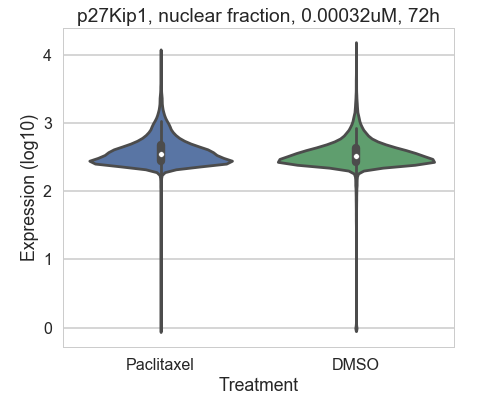 p27Kip1, nuclear fraction, 0.00032uM, 72h
Expression (log10)
4
3
2
1
0
Paclitaxel
DMSO
Treatment